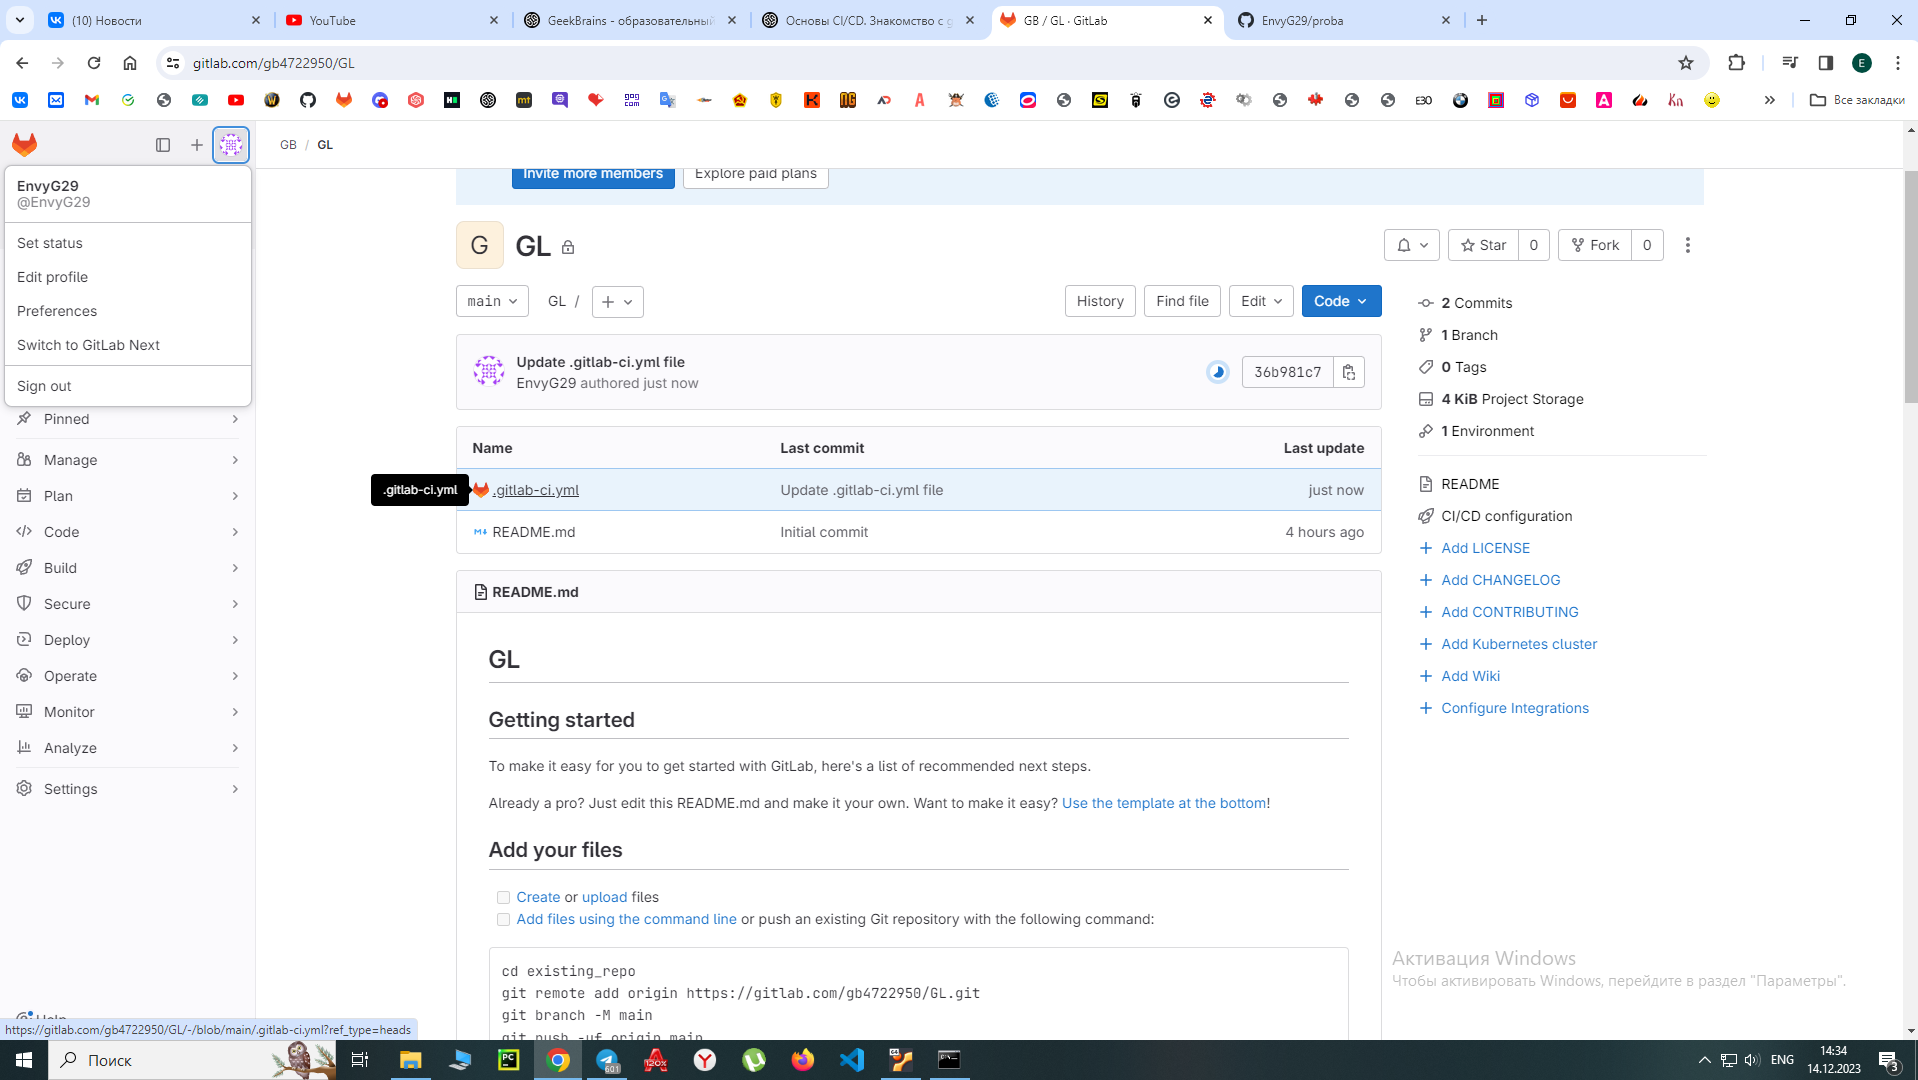 (10) Новости
YouTube
GeekBrains - образовательный
Основы CI/CD. Знакомство с g
GB / GL · GitLab
EnvyG29/proba
gitlab.com/gb4722950/GL
E
Все закладки
GB / GL
EnvyG29
@EnvyG29
Set status
Edit profile
Preferences
Switch to GitLab Next
Sign out
Pinned
Manage
Plan
Code
Build
Secure
Deploy
Operate
Monitor
Analyze
Settings
Help
Invite more members
Explore paid plans
G
GL
Star 0
Fork 0
main
GL /
History
Find file
Edit
Code
Update .gitlab-ci.yml file
EnvyG29 authored just now
36b981c7
Name Last commit Last update
.gitlab-ci.yml
.gitlab-ci.yml Update .gitlab-ci.yml file just now
README.md Initial commit 4 hours ago
README.md
GL
Getting started
To make it easy for you to get started with GitLab, here's a list of recommended next steps.
Already a pro? Just edit this README.md and make it your own. Want to make it easy? Use the template at the bottom!
Add your files
Create or upload files
Add files using the command line or push an existing Git repository with the following command:
cd existing_repo
git remote add origin https://gitlab.com/gb4722950/GL.git
git branch -M main
git push -uf origin main
2 Commits
1 Branch
0 Tags
4 KiB Project Storage
1 Environment
README
CI/CD configuration
Add LICENSE
Add CHANGELOG
Add CONTRIBUTING
Add Kubernetes cluster
Add Wiki
Configure Integrations
Активация Windows
Чтобы активировать Windows, перейдите в раздел "Параметры".
https://gitlab.com/gb4722950/GL/-/blob/main/.gitlab-ci.yml?ref_type=heads
Поиск
601
120%
ENG
14:34
14.12.2023
3